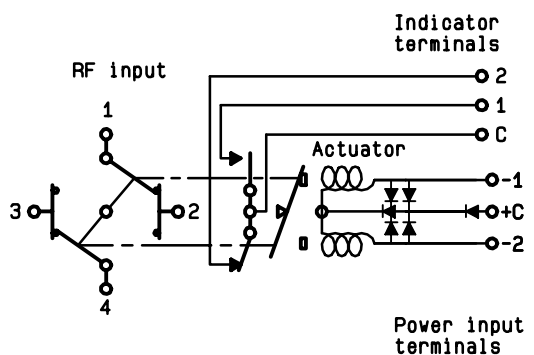 Indicator
terminals
RF input
2
1
1
C
Actuator
-1
3
2
+C
-2
4
Power input
terminals